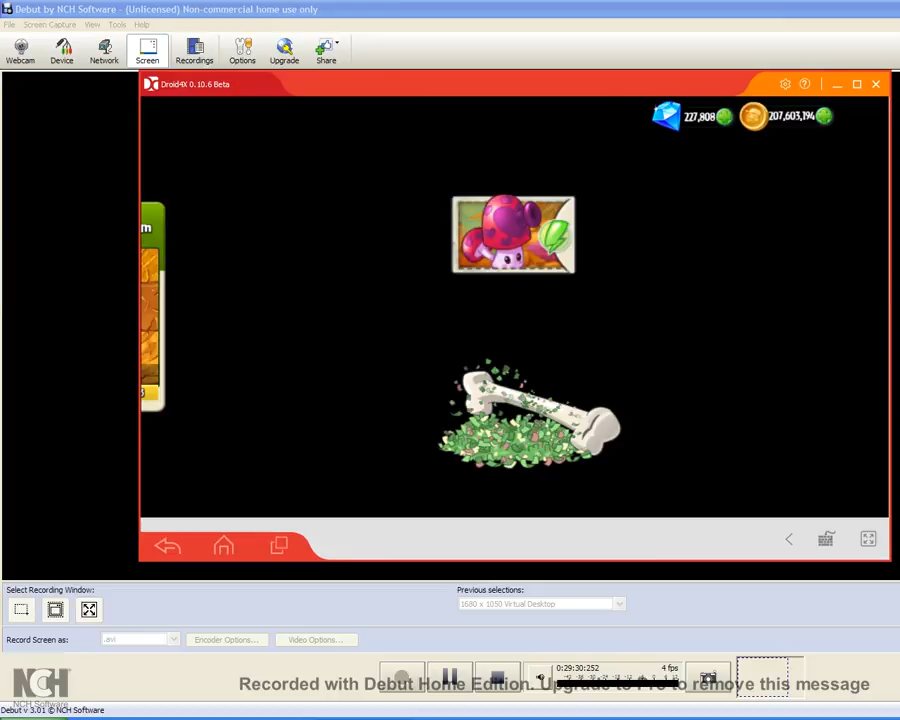 Debut by NCH Software - (Unlicensed) Non-commercial home use only
File Screen Capture View Tools Help
Webcam Device Network Screen Recordings Options Upgrade Share
Droid4X 0.10.6 Beta
227,808 207,603,194
m
Select Recording Window:
Previous selections:
1680 x 1050 Virtual Desktop
Record Screen as: .avi Encoder Options... Video Options...
0:29:30:252 4 fps
NCH
NCH Software
Recorded with Debut Home Edition. Upgrade to Pro to remove this message
Debut v 3.01 © NCH Software